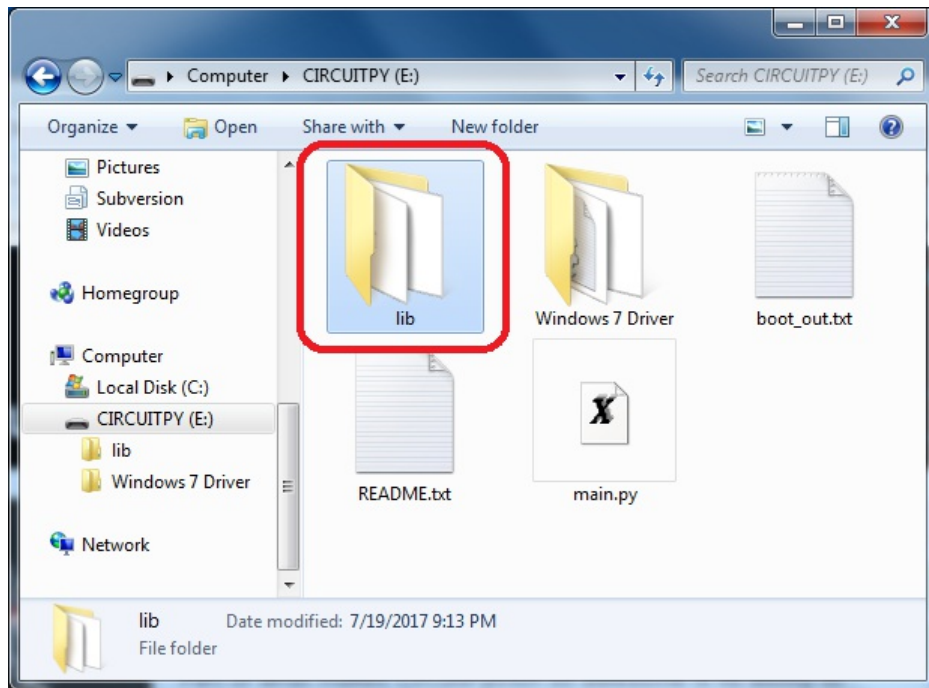 Computer ▸ CIRCUITPY (E:)
Search CIRCUITPY (E:)
Organize ▾ Open Share with ▾ New folder
Pictures
Subversion
Videos
Homegroup
Computer
Local Disk (C:)
CIRCUITPY (E:)
lib
Windows 7 Driver
Network
lib
Windows 7 Driver
boot_out.txt
README.txt
main.py
lib Date modified: 7/19/2017 9:13 PM
File folder